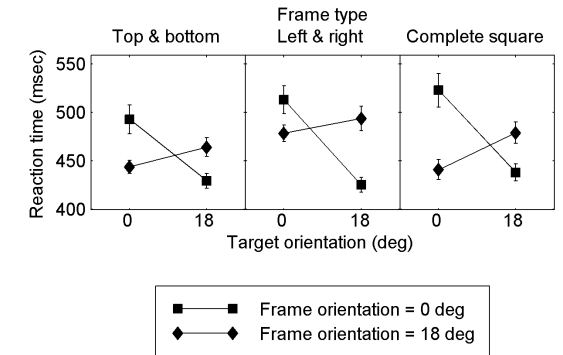 Frame type
Top & bottom
Left & right
Complete square
Reaction time (msec)
550
500
450
400
0
18
0
18
0
18
Target orientation (deg)
Frame orientation = 0 deg
Frame orientation = 18 deg